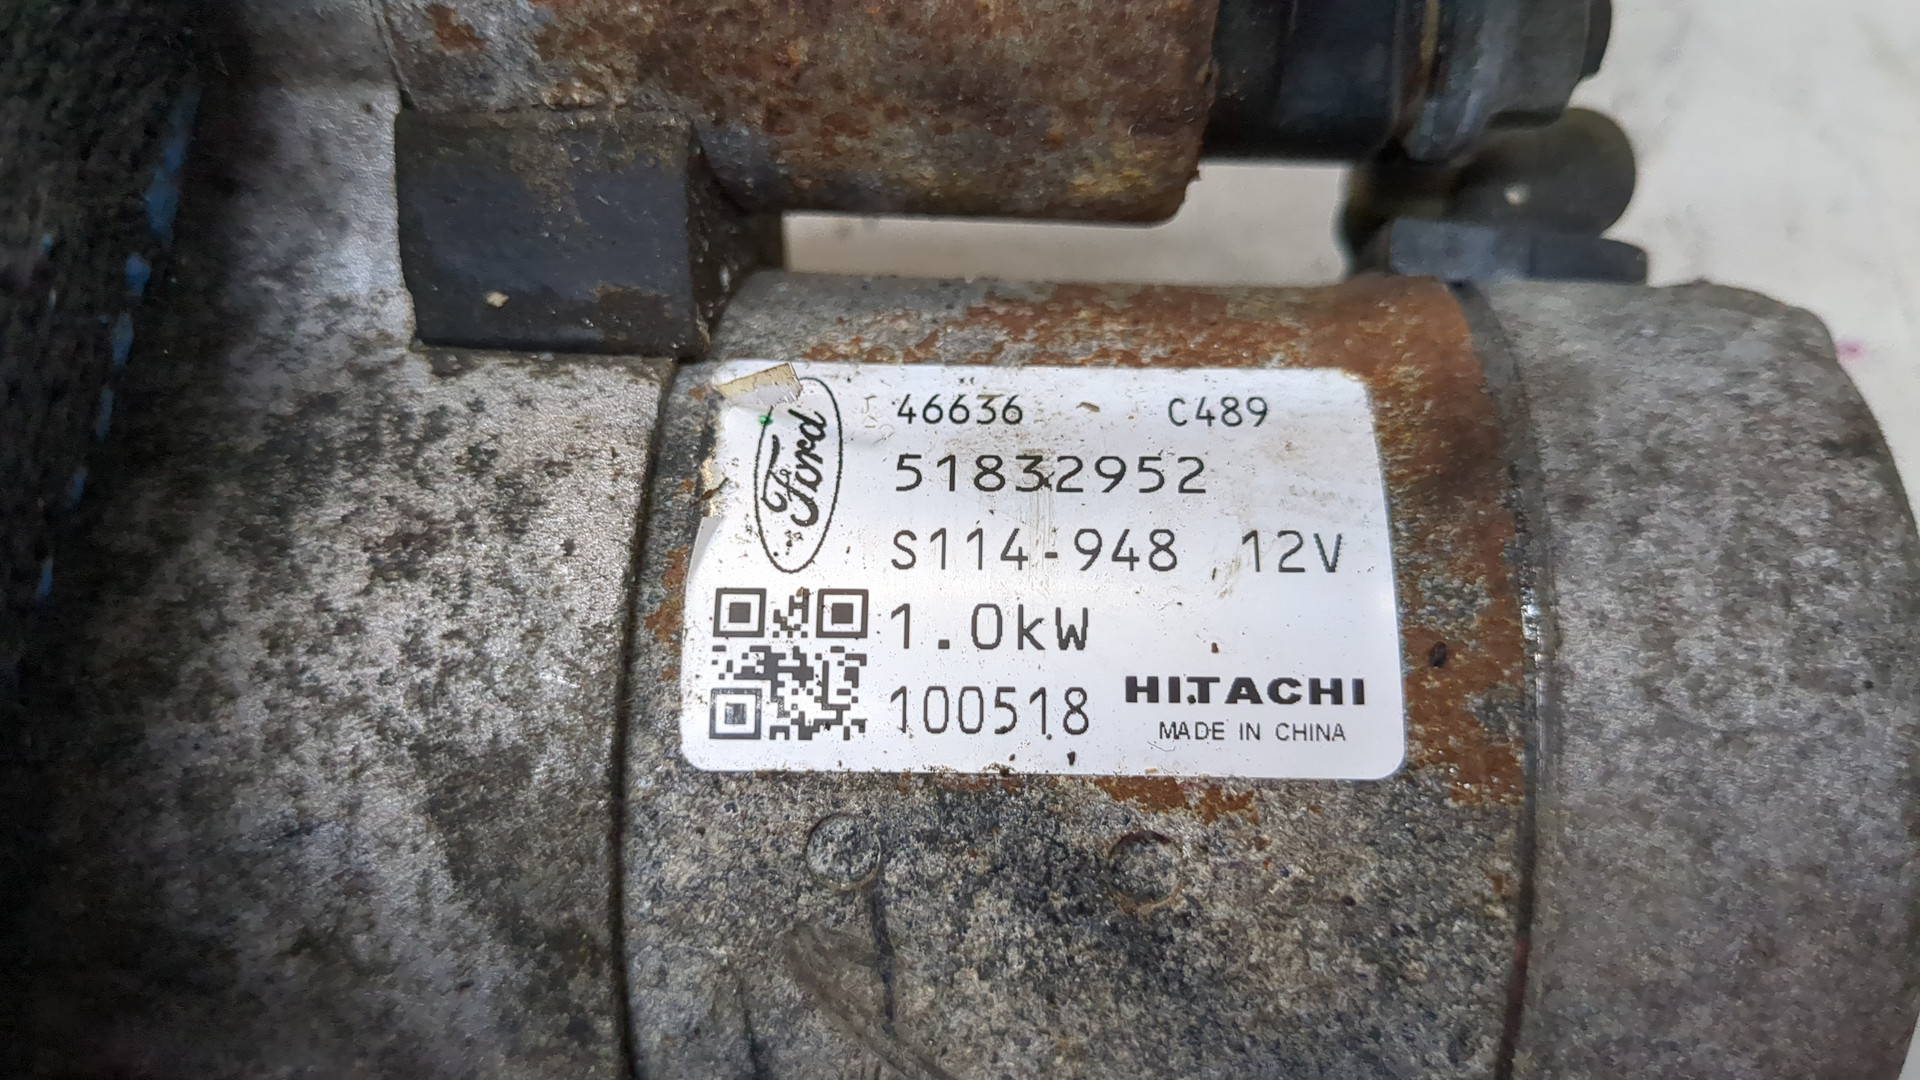 Ford
46636 C489
51832952
S114-948 12V
1.0kW
100518
HITACHI
MADE IN CHINA